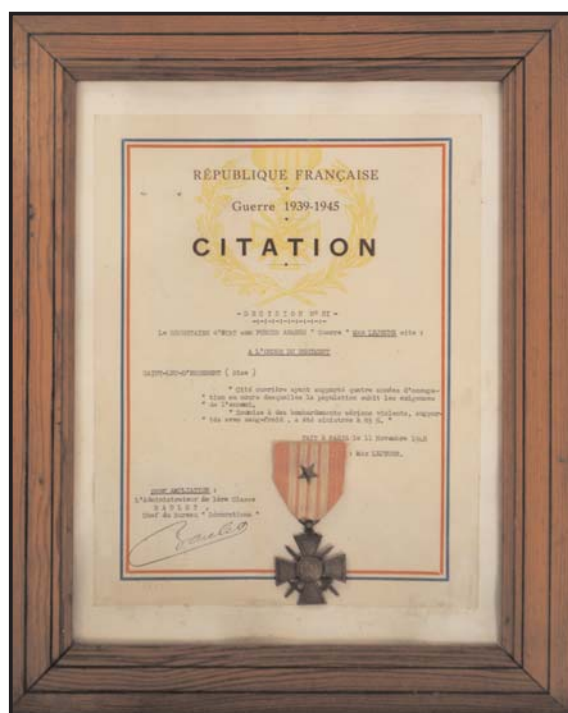 RÉPUBLIQUE FRANÇAISE
Guerre 1939-1945
CITATION
- DECISION N° -
Le SECRETAIRE d'ETAT aux FORCES ARMEES " Guerre " Max LEJEUNE cite :
A L'ORDRE DU REGIMENT
SAINT-LEU-D'ESSERENT ( Oise )
" Cité ouvrière ayant supporté quatre années d'occupa-
" tion au cours desquelles la population subit les exigences
" de l'ennemi.
" Soumise à des bombardements aériens violents, suppor-
tés avec sang-froid, a été sinistrée à 85 %. "
FAIT à PARIS le 11 Novembre 1948
: Max LEJEUNE.
POUR AMPLIATION :
L'Administrateur de 1ère Classe
Chef du Bureau " Décorations "